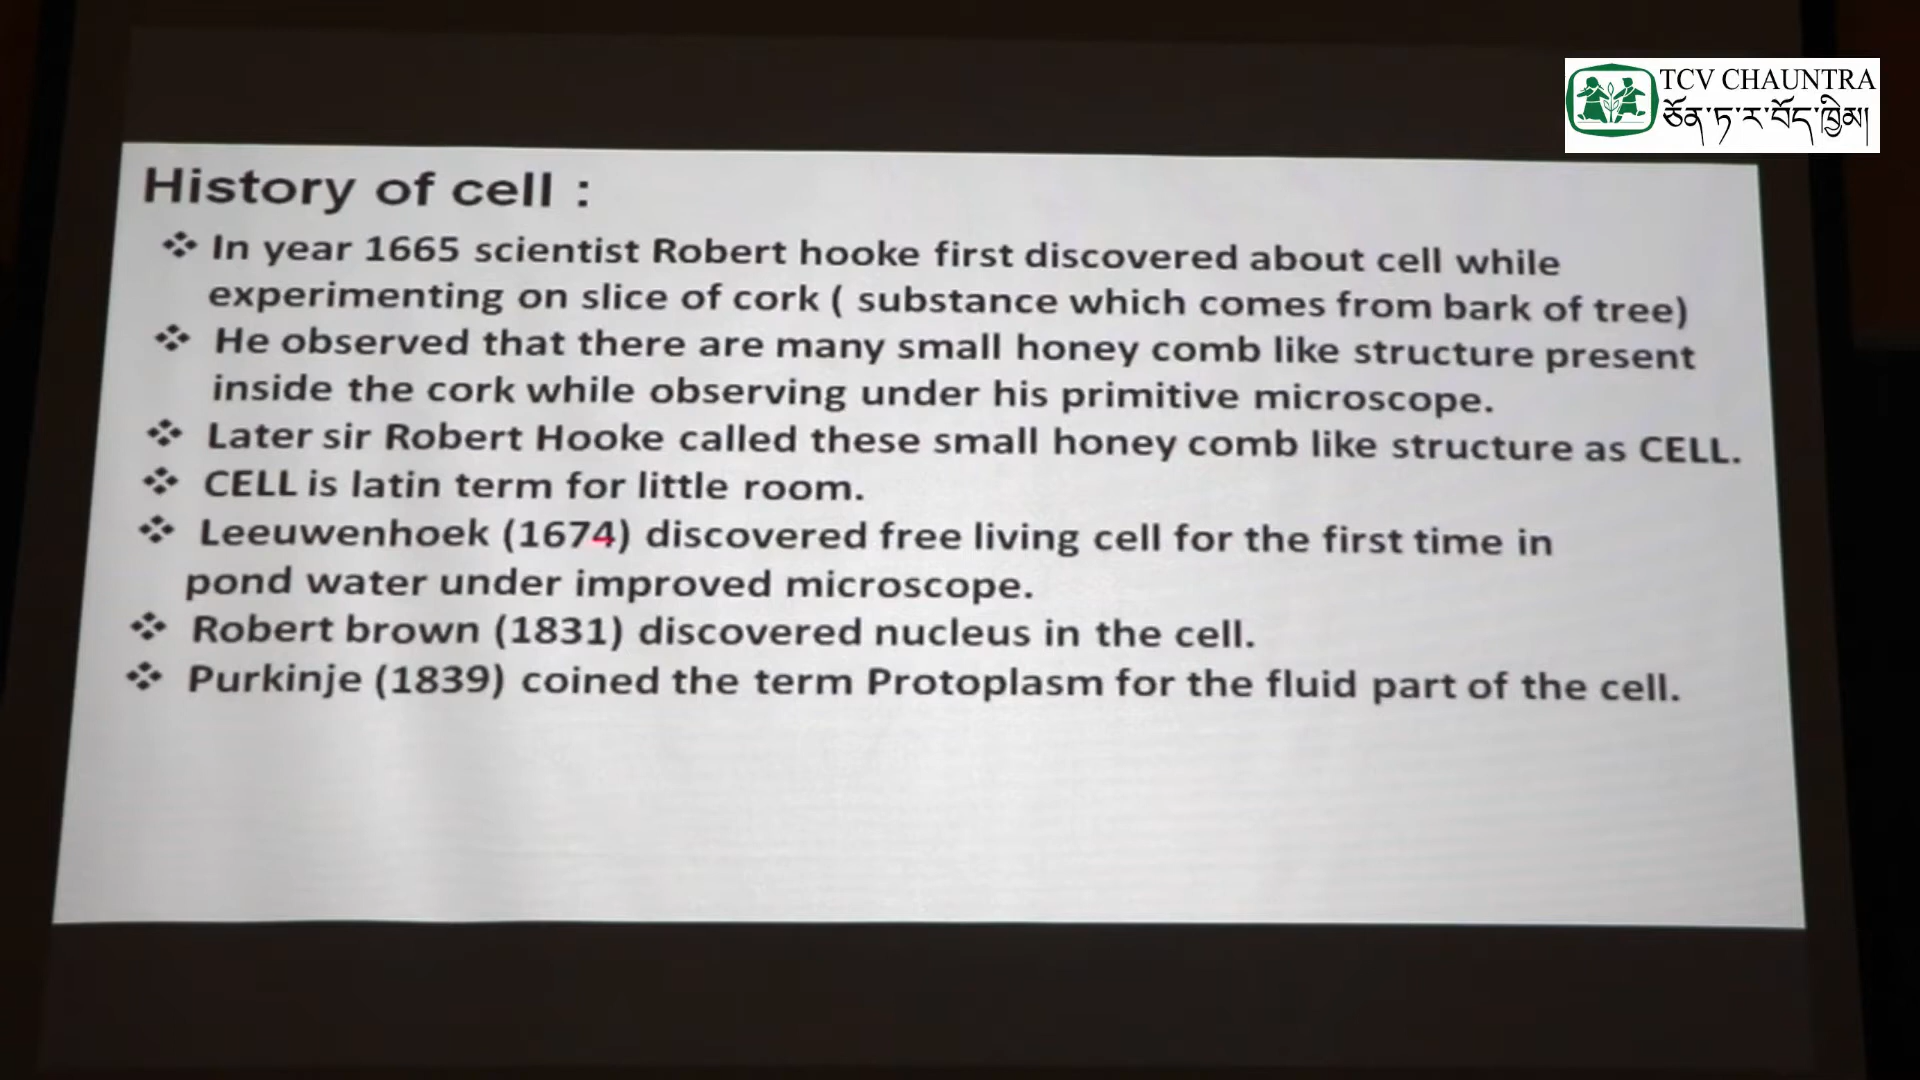 TCV CHAUNTRA
ཅོན་ཏ་ར་བོད་ཁྱིམ།
History of cell :
❖ In year 1665 scientist Robert hooke first discovered about cell while
experimenting on slice of cork ( substance which comes from bark of tree)
❖ He observed that there are many small honey comb like structure present
inside the cork while observing under his primitive microscope.
❖ Later sir Robert Hooke called these small honey comb like structure as CELL.
❖ CELL is latin term for little room.
❖ Leeuwenhoek (1674) discovered free living cell for the first time in
pond water under improved microscope.
❖ Robert brown (1831) discovered nucleus in the cell.
❖ Purkinje (1839) coined the term Protoplasm for the fluid part of the cell.